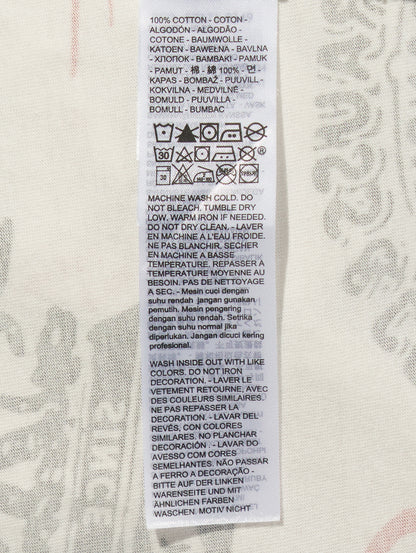 100% COTTON - COTON -
ALGODÓN - ALGODÃO -
COTONE - BAUMWOLLE -
KATOEN - BAWEŁNA - BAVLNA
- ХЛОПОК - BAMBAKI - PAMUK
- PAMUT - 棉 - 綿 100% - 면 -
KAPAS - BOMBAŽ - PUUVILL -
KOKVILNA - MEDVILNĖ -
BOMULD - PUUVILLA -
BOMULL - BUMBAC
30
30
MACHINE WASH COLD. DO
NOT BLEACH. TUMBLE DRY
LOW. WARM IRON IF NEEDED.
DO NOT DRY CLEAN. - LAVER
EN MACHINE A L'EAU FROIDE.
NE PAS BLANCHIR. SECHER
EN MACHINE A BASSE
TEMPERATURE. REPASSER A
TEMPERATURE MOYENNE AU
BESOIN. PAS DE NETTOYAGE
A SEC. - Mesin cuci dengan
suhu rendah jangan gunakan
pemutih. Mesin pengering
dengan suhu rendah. Setrika
dengan suhu normal jika
diperlukan. Jangan dicuci kering
profesional.
WASH INSIDE OUT WITH LIKE
COLORS. DO NOT IRON
DECORATION. - LAVER LE
VETEMENT RETOURNE, AVEC
DES COULEURS SIMILAIRES.
NE PAS REPASSER LA
DECORATION. - LAVAR DEL
REVÉS, CON COLORES
SIMILARES. NO PLANCHAR
DECORACIÓN . - LAVAR DO
AVESSO COM CORES
SEMELHANTES. NÃO PASSAR
A FERRO A DECORAÇÃO -
BITTE AUF DER LINKEN
WARENSEITE UND MIT
ÄHNLICHEN FARBEN
WASCHEN. MOTIV NICHT